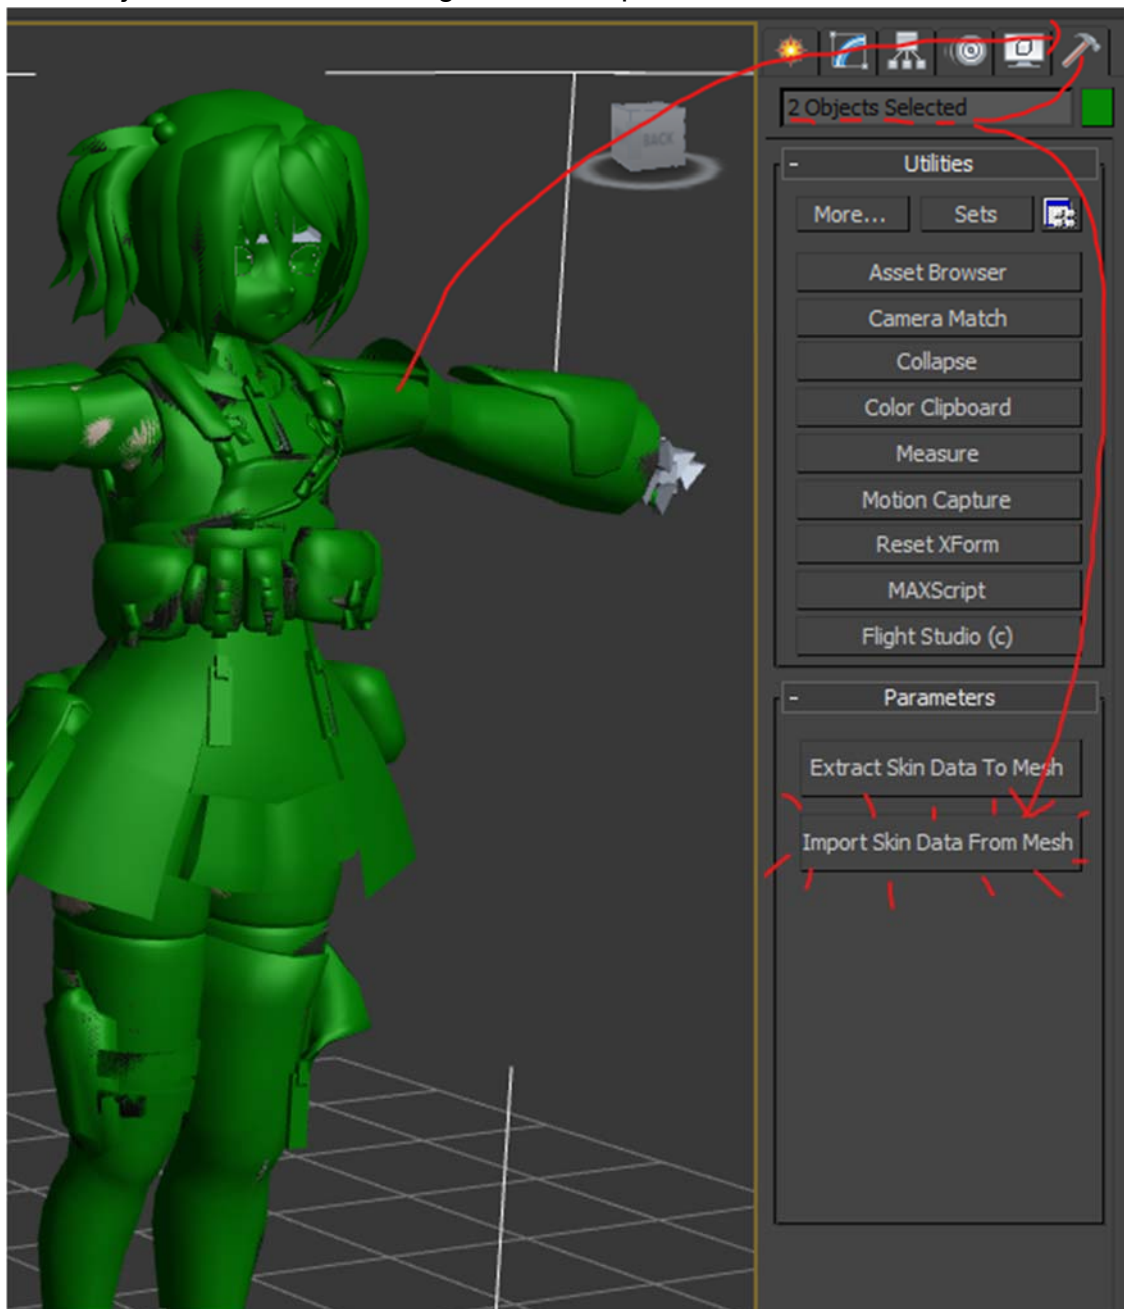 2 Objects Selected
BACK
- Utilities
More...
Sets
Asset Browser
Camera Match
Collapse
Color Clipboard
Measure
Motion Capture
Reset XForm
MAXScript
Flight Studio (c)
- Parameters
Extract Skin Data To Mesh
Import Skin Data From Mesh